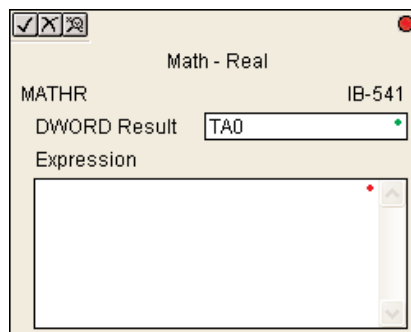 Math - Real
MATHR IB-541
DWORD Result TA0
Expression